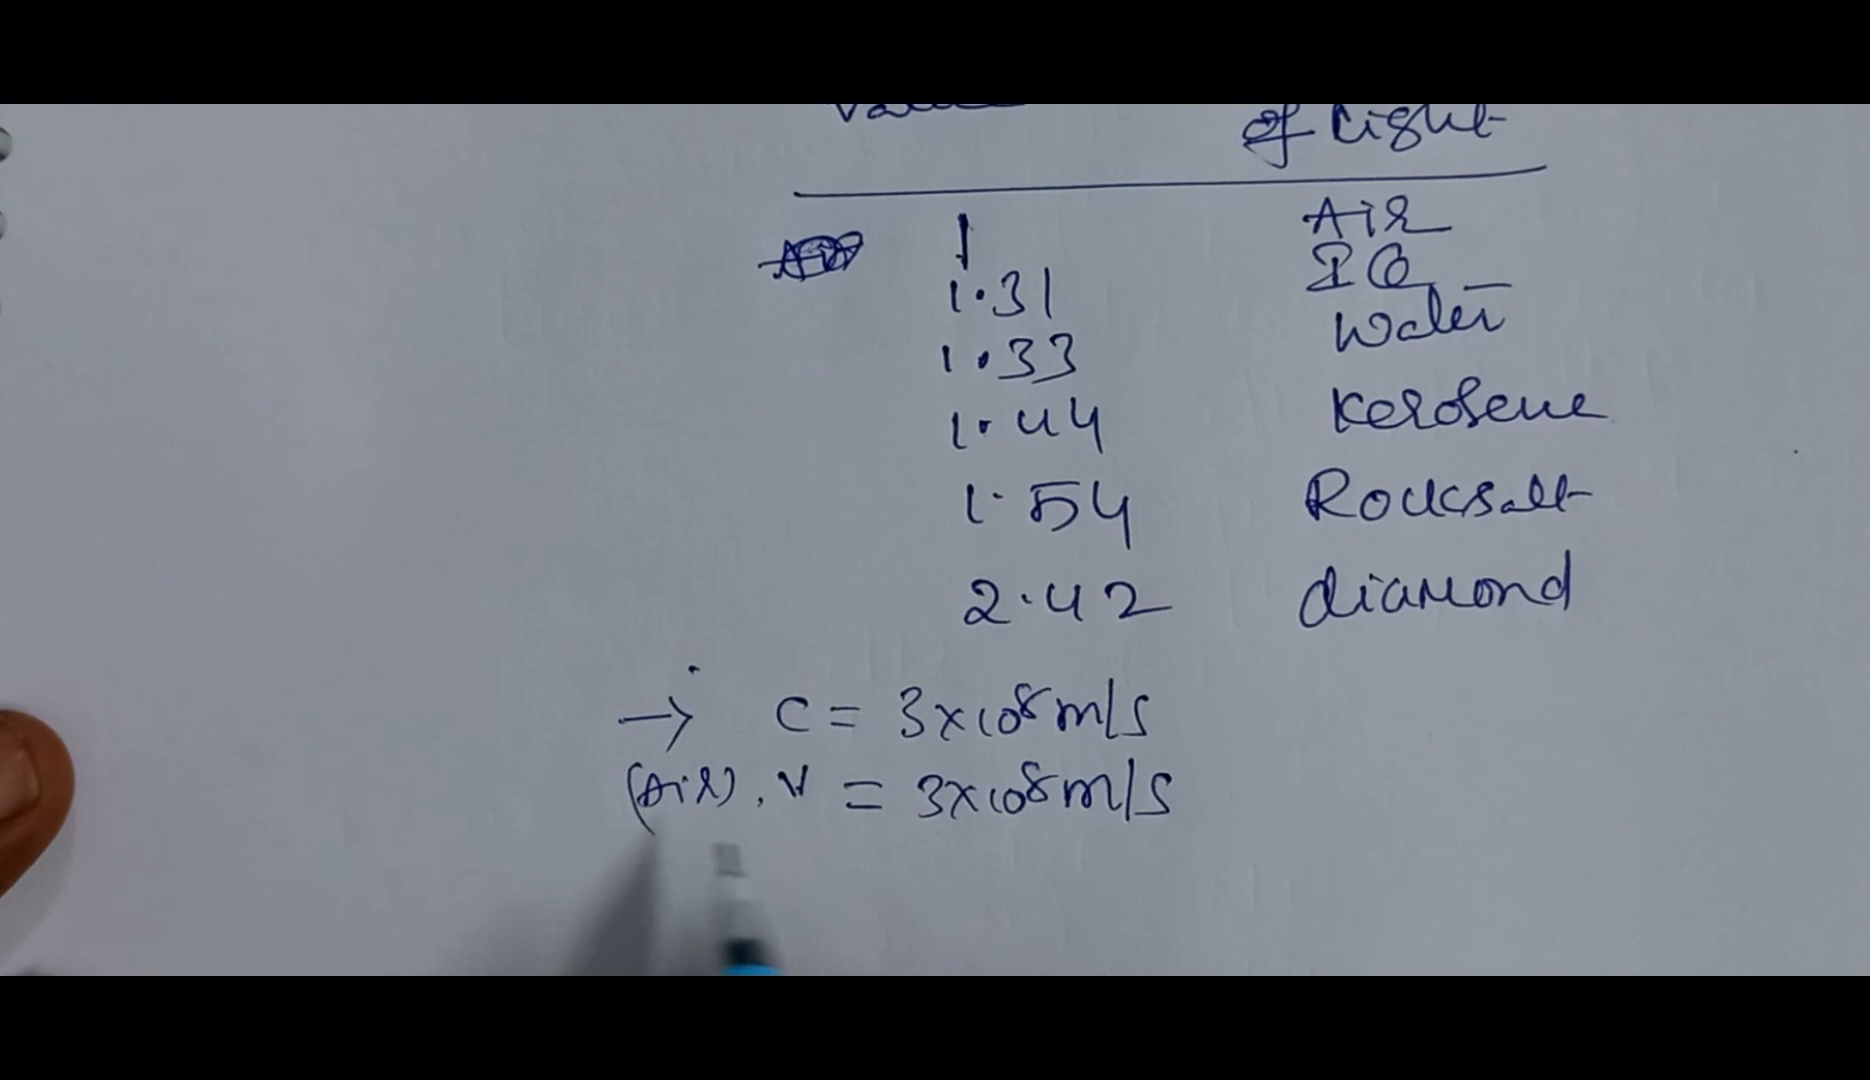 of Light
1 Air
1.31 Ice
1.33 Water
1.44 Kerosene
1.54 Rocksalt
2.42 diamond
→ C = 3×10⁸ m/s
(Air), V = 3×10⁸ m/s